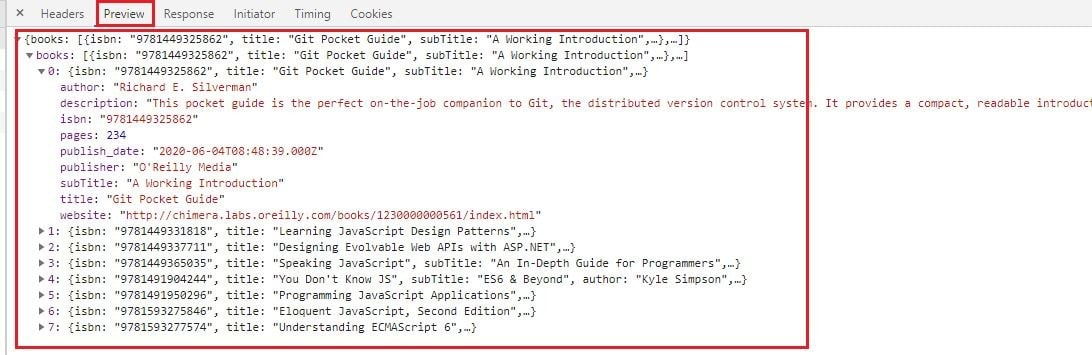 Headers Preview Response Initiator Timing Cookies
{books: [{isbn: "9781449325862", title: "Git Pocket Guide", subTitle: "A Working Introduction",…},…]}
books: [{isbn: "9781449325862", title: "Git Pocket Guide", subTitle: "A Working Introduction",…},…]
0: {isbn: "9781449325862", title: "Git Pocket Guide", subTitle: "A Working Introduction",…}
author: "Richard E. Silverman"
description: "This pocket guide is the perfect on-the-job companion to Git, the distributed version control system. It provides a compact, readable introduct
isbn: "9781449325862"
pages: 234
publish_date: "2020-06-04T08:48:39.000Z"
publisher: "O'Reilly Media"
subTitle: "A Working Introduction"
title: "Git Pocket Guide"
website: "http://chimera.labs.oreilly.com/books/1230000000561/index.html"
1: {isbn: "9781449331818", title: "Learning JavaScript Design Patterns",…}
2: {isbn: "9781449337711", title: "Designing Evolvable Web APIs with ASP.NET",…}
3: {isbn: "9781449365035", title: "Speaking JavaScript", subTitle: "An In-Depth Guide for Programmers",…}
4: {isbn: "9781491904244", title: "You Don't Know JS", subTitle: "ES6 & Beyond", author: "Kyle Simpson",…}
5: {isbn: "9781491950296", title: "Programming JavaScript Applications",…}
6: {isbn: "9781593275846", title: "Eloquent JavaScript, Second Edition",…}
7: {isbn: "9781593277574", title: "Understanding ECMAScript 6",…}